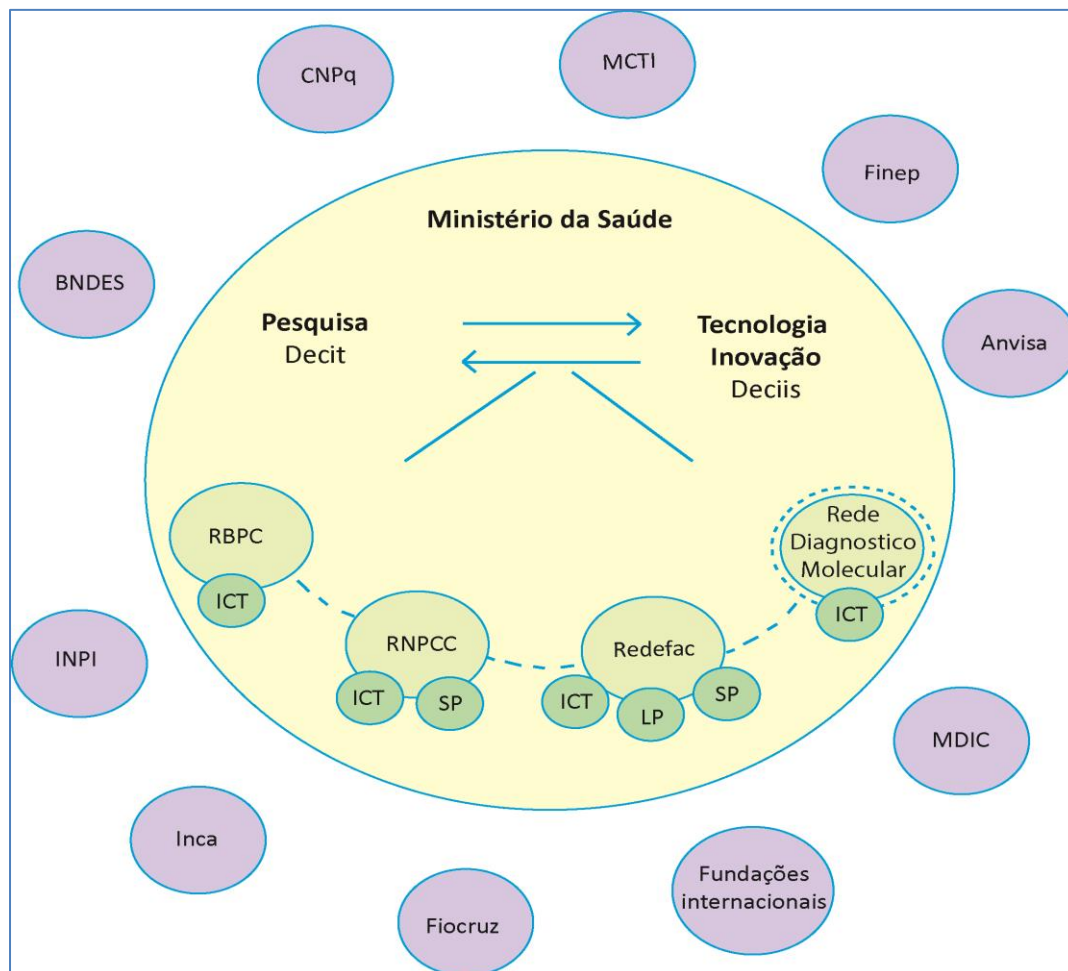 CNPq
MCTI
Finep
BNDES
Anvisa
Ministério da Saúde
Pesquisa
Decit
Tecnologia
Inovação
Deciis
RBPC
ICT
RNPCC
ICT
SP
Redefac
ICT
LP
SP
Rede
Diagnostico
Molecular
ICT
INPI
MDIC
Inca
Fiocruz
Fundações
internacionais